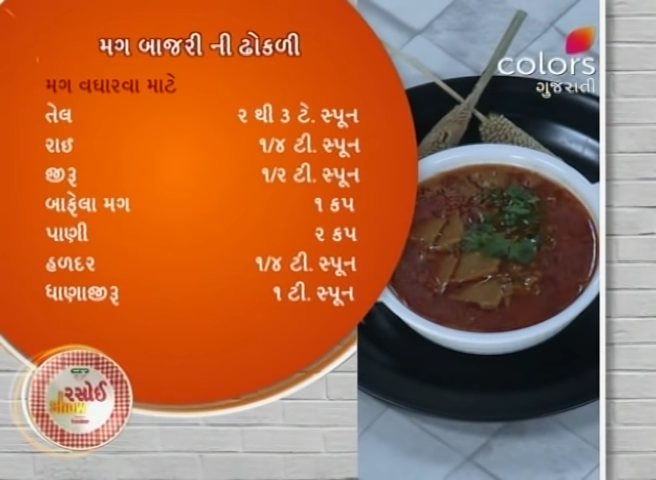 મગ બાજરી ની ઢોકળી
colors
ગુજરાતી
મગ વઘારવા માટે
તેલ ૨ થી ૩ ટે. સ્પૂન
રાઇ ૧/૪ ટી. સ્પૂન
જીરૂ ૧/૨ ટી. સ્પૂન
બાફેલા મગ ૧ કપ
પાણી ૨ કપ
હળદર ૧/૪ ટી. સ્પૂન
ધાણાજીરૂ ૧ ટી. સ્પૂન
રસોઈ